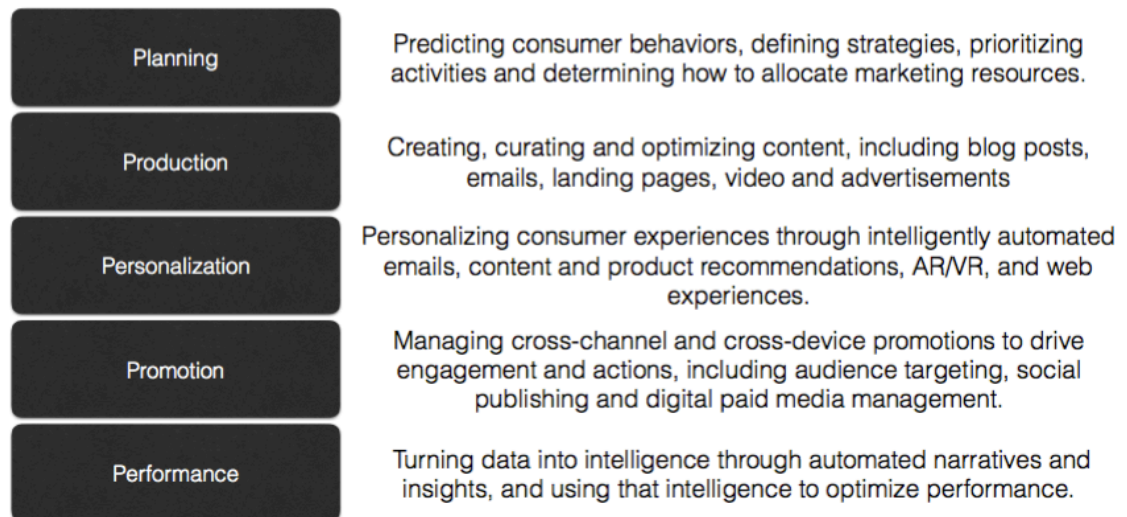 Planning
Predicting consumer behaviors, defining strategies, prioritizing
activities and determining how to allocate marketing resources.
Production
Creating, curating and optimizing content, including blog posts,
emails, landing pages, video and advertisements
Personalization
Personalizing consumer experiences through intelligently automated
emails, content and product recommendations, AR/VR, and web
experiences.
Promotion
Managing cross-channel and cross-device promotions to drive
engagement and actions, including audience targeting, social
publishing and digital paid media management.
Performance
Turning data into intelligence through automated narratives and
insights, and using that intelligence to optimize performance.